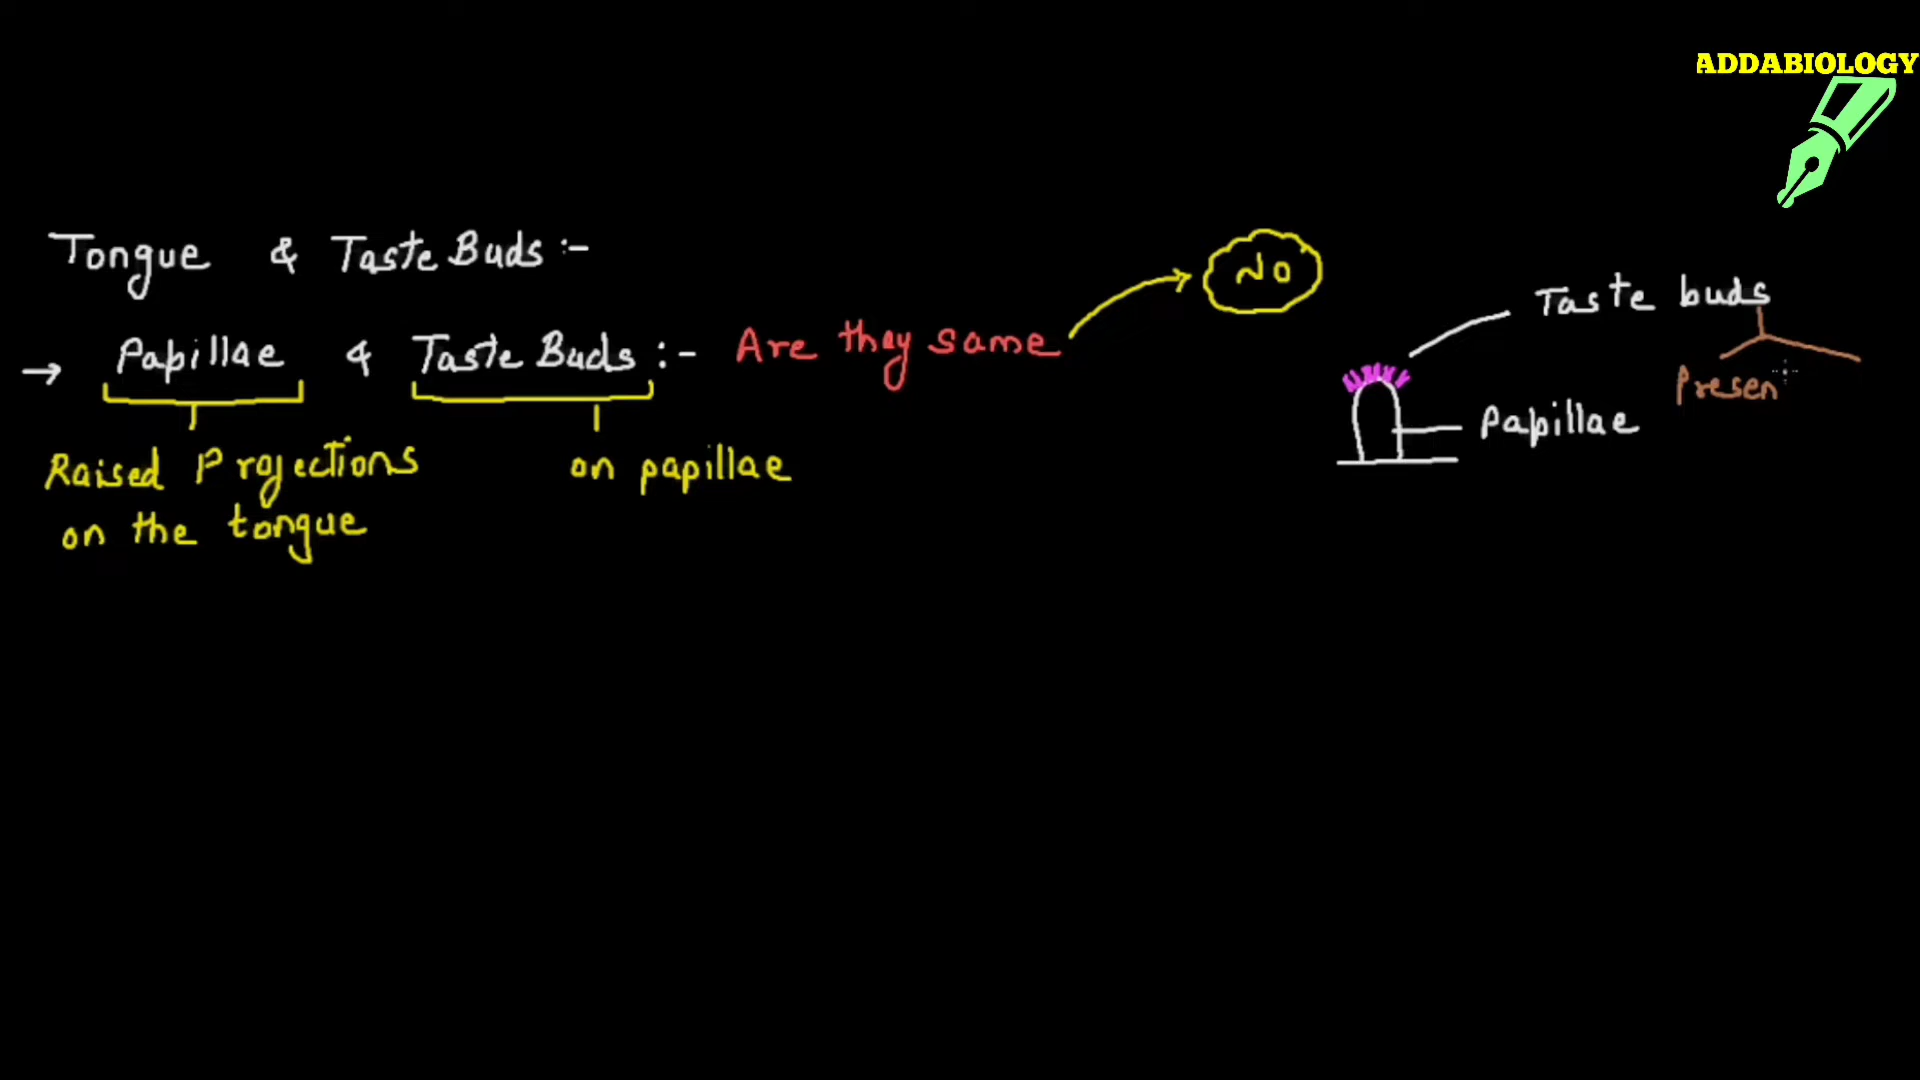 ADDABIOLOGY
Tongue & Taste Buds :-
→ Papillae & Taste Buds :- Are they same → NO
Raised Projections
on the tongue
on papillae
Taste buds
Presen
Papillae